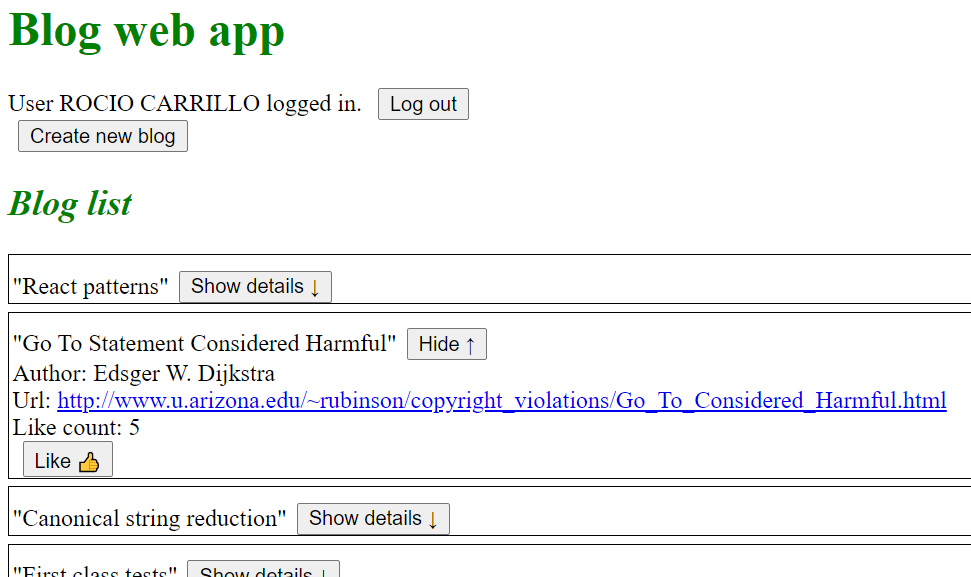 Blog web app
User ROCIO CARRILLO logged in. Log out
Create new blog
Blog list
"React patterns" Show details ↓
"Go To Statement Considered Harmful" Hide ↑
Author: Edsger W. Dijkstra
Url: http://www.u.arizona.edu/~rubinson/copyright_violations/Go_To_Considered_Harmful.html
Like count: 5
Like 👍
"Canonical string reduction" Show details ↓
"First class tests" Show details ↓